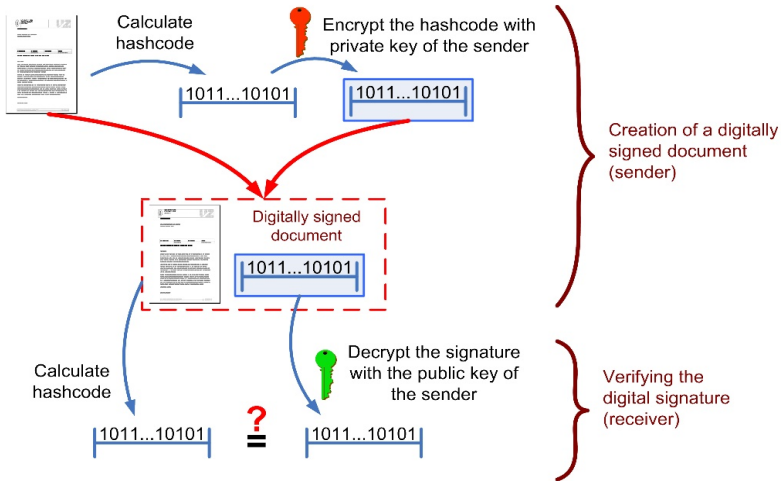 Calculate
hashcode
Encrypt the hashcode with
private key of the sender
1011...10101
1011...10101
Creation of a digitally
signed document
(sender)
Digitally signed
document
1011...10101
Calculate
hashcode
Decrypt the signature
with the public key of
the sender
Verifying the
digital signature
(receiver)
1011...10101
?
=
1011...10101